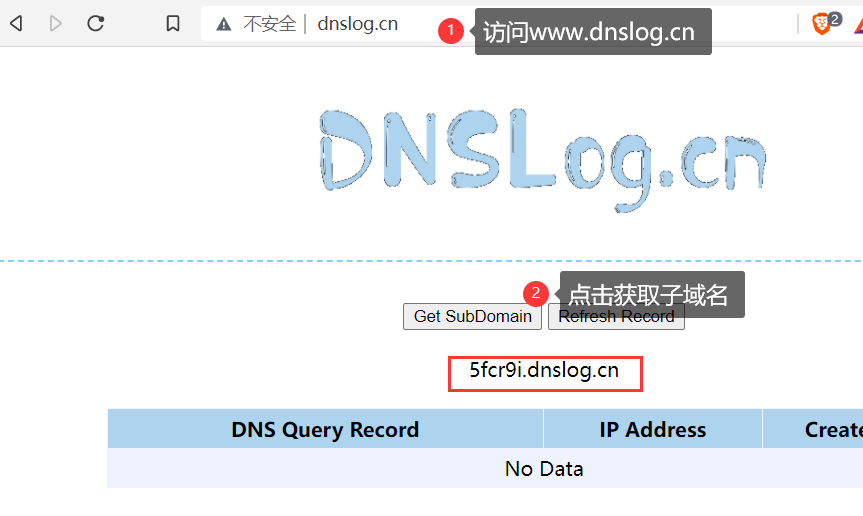 不安全 dnslog.cn 1 访问www.dnslog.cn 2
DNSLog.cn
2 点击获取子域名
Get SubDomain Refresh Record
5fcr9i.dnslog.cn
DNS Query Record IP Address Create
No Data